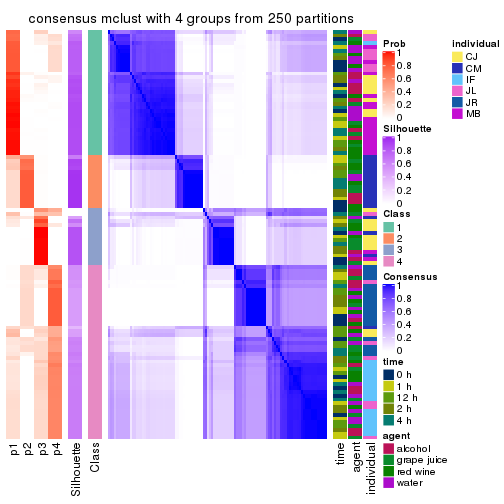 consensus mclust with 4 groups from 250 partitions
Prob
1
0.8
0.6
0.4
0.2
0
Silhouette
1
0.8
0.6
0.4
0.2
0
Class
1
2
3
4
Consensus
1
0.8
0.6
0.4
0.2
0
time
0 h
1 h
12 h
2 h
4 h
agent
alcohol
grape juice
red wine
water
Individual
CJ
CM
IF
JL
JR
MB
p1
p2
p3
p4
Silhouette
Class
time
agent
individual